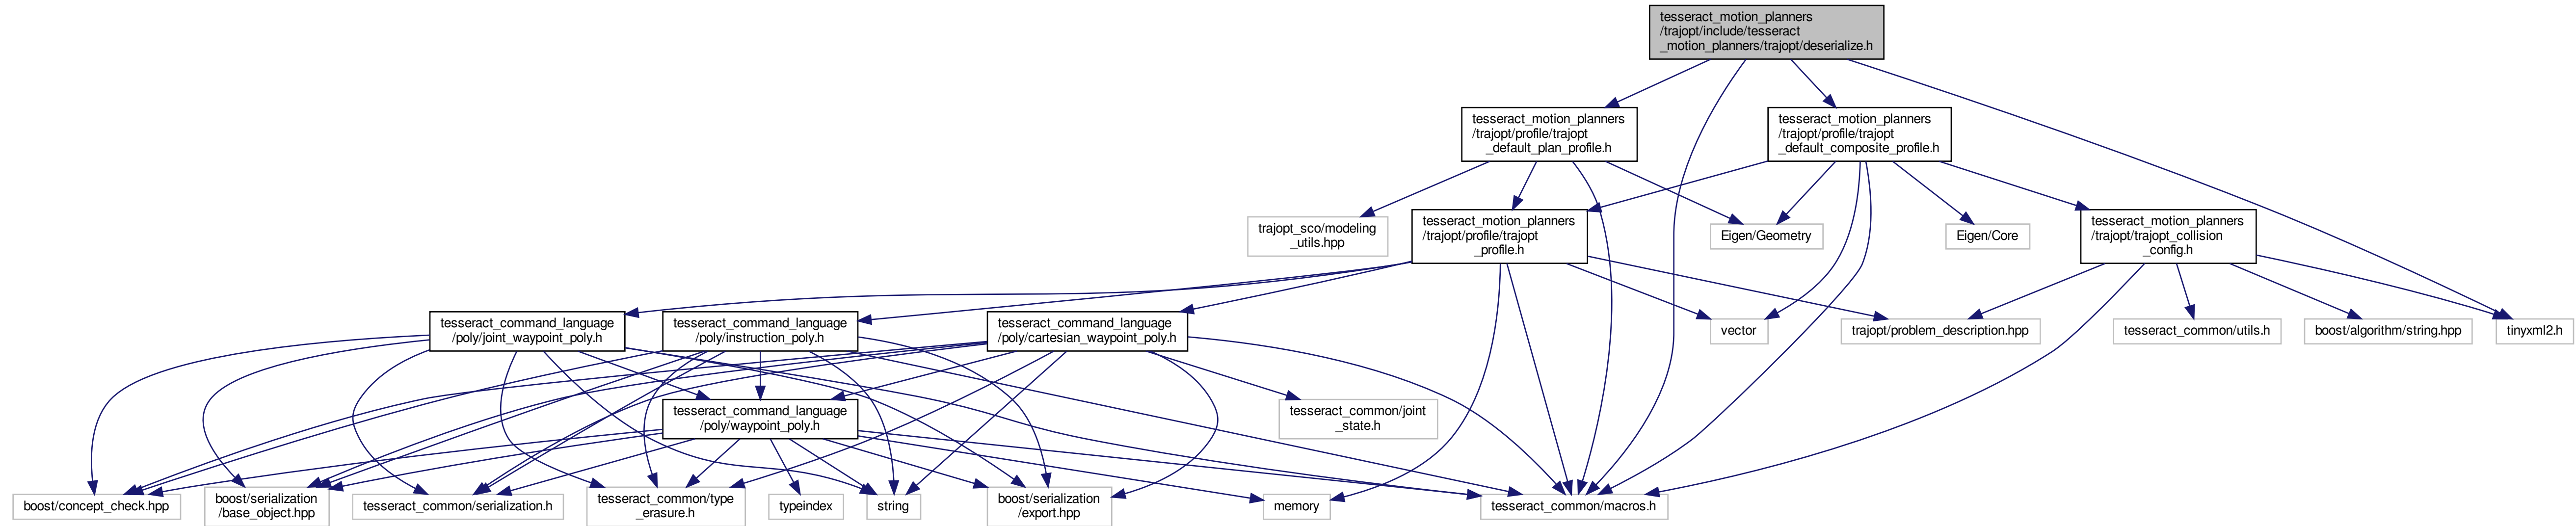 tesseract_motion_planners
/trajopt/include/tesseract
_motion_planners/trajopt/deserialize.h
tesseract_motion_planners
/trajopt/profile/trajopt
_default_plan_profile.h
tesseract_motion_planners
/trajopt/profile/trajopt
_default_composite_profile.h
trajopt_sco/modeling
_utils.hpp
tesseract_motion_planners
/trajopt/profile/trajopt
_profile.h
Eigen/Geometry
Eigen/Core
tesseract_motion_planners
/trajopt/trajopt_collision
_config.h
tesseract_command_language
/poly/joint_waypoint_poly.h
tesseract_command_language
/poly/instruction_poly.h
tesseract_command_language
/poly/cartesian_waypoint_poly.h
vector
trajopt/problem_description.hpp
tesseract_common/utils.h
boost/algorithm/string.hpp
tinyxml2.h
tesseract_command_language
/poly/waypoint_poly.h
tesseract_common/joint
_state.h
boost/concept_check.hpp
boost/serialization
/base_object.hpp
tesseract_common/serialization.h
tesseract_common/type
_erasure.h
typeindex
string
boost/serialization
/export.hpp
memory
tesseract_common/macros.h